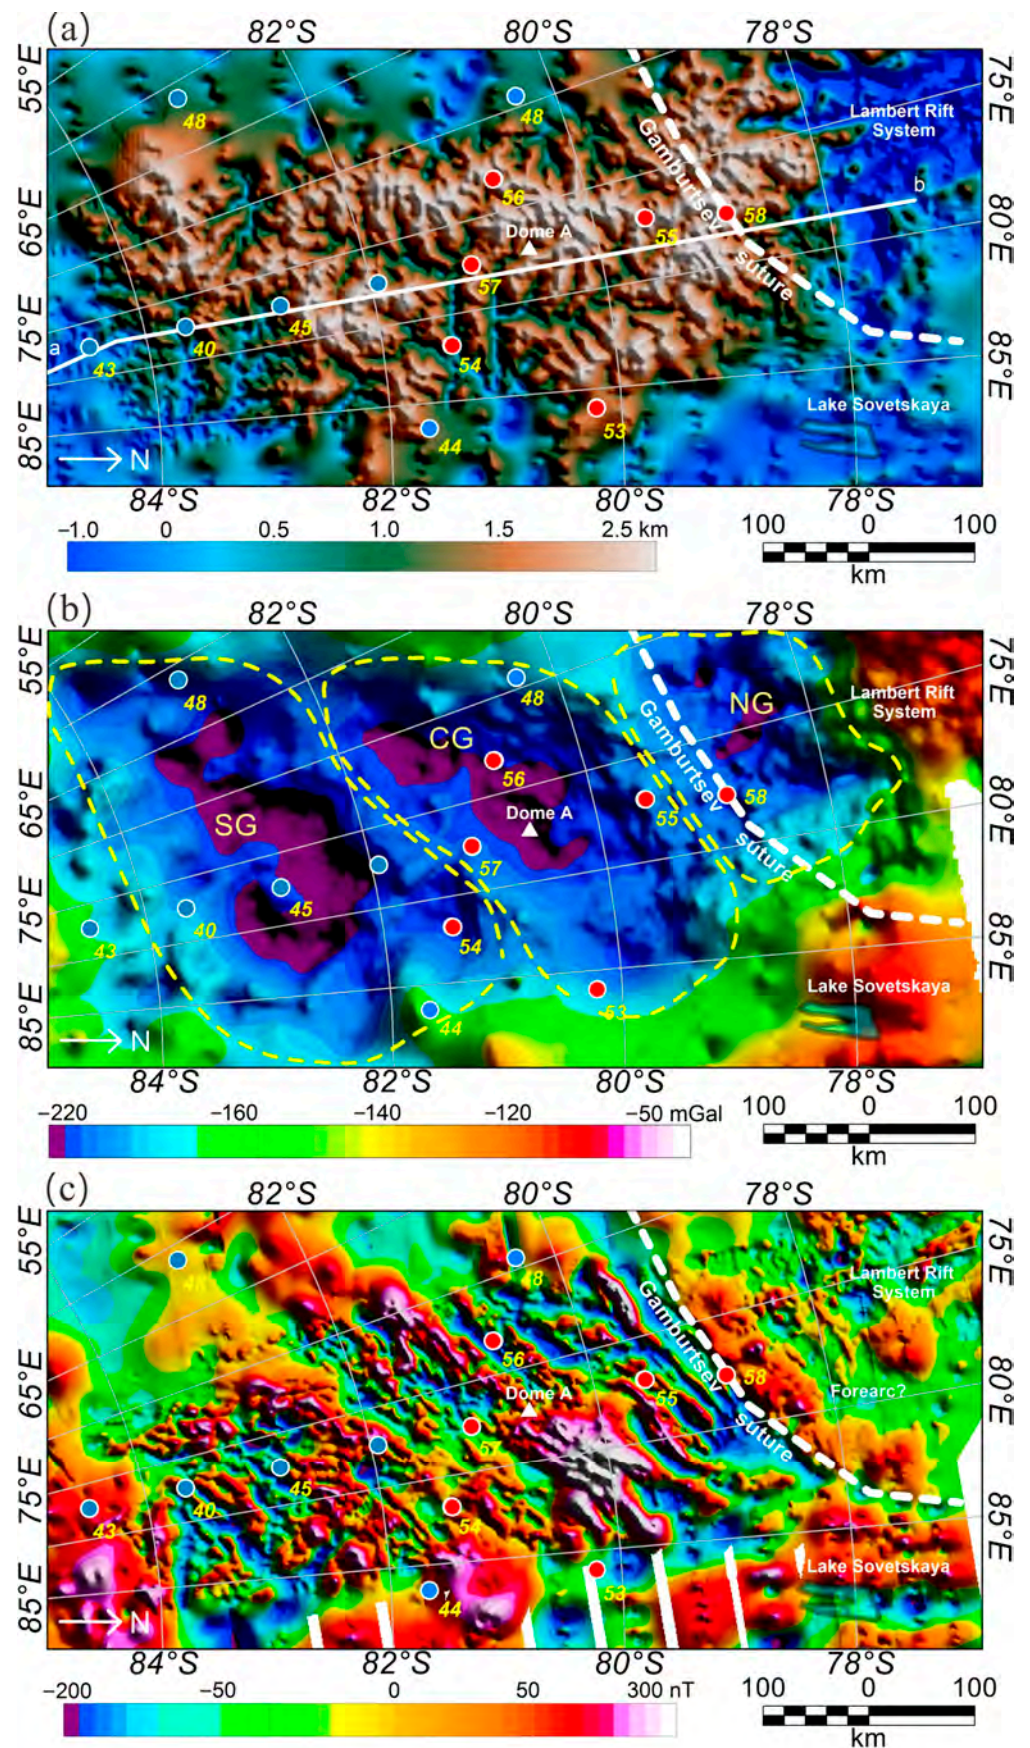 (a)
82°S
80°S
78°S
55°E
75°E
48
48
Lambert Rift
System
Gamburtsev
b
56
65°E
58
80°E
55
Dome A
57
suture
45
75°E
a
40
43
54
85°E
Lake Sovetskaya
53
44
85°E
N
84°S
82°S
80°S
78°S
−1.0
0
0.5
1.0
1.5
2.5 km
100
0
100
km
(b)
82°S
80°S
78°S
55°E
75°E
48
48
Lambert Rift
System
NG
Gamburtsev
CG
56
65°E
58
80°E
55
Dome A
SG
57
suture
45
75°E
40
43
54
85°E
Lake Sovetskaya
53
44
85°E
N
84°S
82°S
80°S
78°S
−220
−160
−140
−120
−50 mGal
100
0
100
km
(c)
82°S
80°S
78°S
55°E
75°E
48
48
Lambert Rift
System
Gamburtsev
56
65°E
58
80°E
55
Dome A
Forearc?
57
suture
45
75°E
40
43
54
85°E
Lake Sovetskaya
53
44
85°E
N
84°S
82°S
80°S
78°S
−200
−50
0
50
300 nT
100
0
100
km